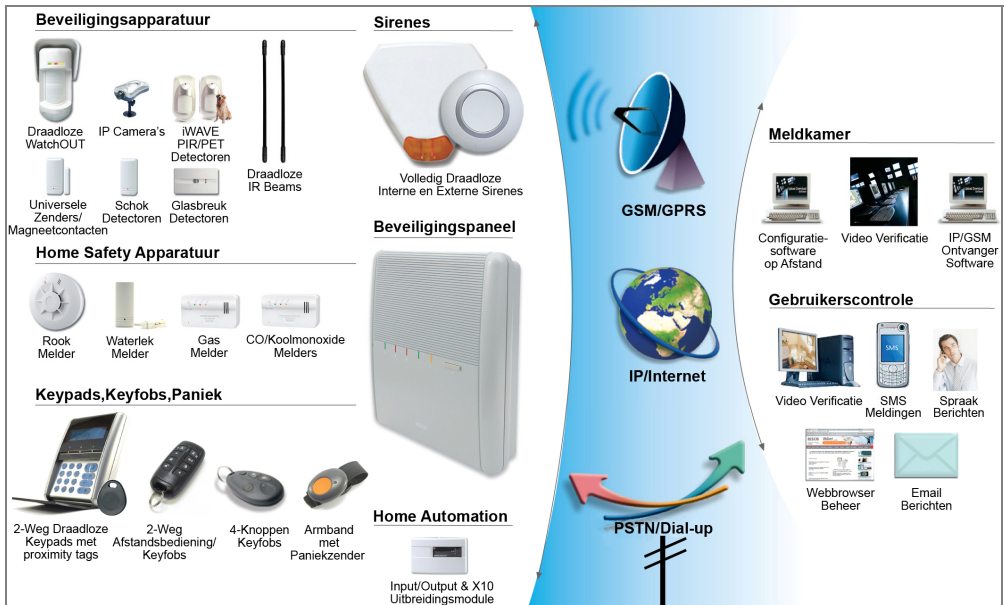 Beveiligingsapparatuur
Draadloze
WatchOUT
IP Camera's
iWAVE
PIR/PET
Detectoren
Draadloze
IR Beams
Universele
Zenders/
Magneetcontacten
Schok
Detectoren
Glasbreuk
Detectoren
Home Safety Apparatuur
Rook
Melder
Waterlek
Melder
Gas
Melder
CO/Koolmonoxide
Melders
Keypads,Keyfobs,Paniek
2-Weg Draadloze
Keypads met
proximity tags
2-Weg
Afstandsbediening/
Keyfobs
4-Knoppen
Keyfobs
Armband
met
Paniekzender
Sirenes
Volledig Draadloze
Interne en Externe Sirenes
Beveiligingspaneel
Home Automation
Input/Output & X10
Uitbreidingsmodule
GSM/GPRS
IP/Internet
PSTN/Dial-up
Meldkamer
Configuratie-
software
op Afstand
Video Verificatie
IP/GSM
Ontvanger
Software
Gebruikerscontrole
Video Verificatie
SMS
SMS
Meldingen
Spraak
Berichten
Webbrowser
Beheer
Email
Berichten